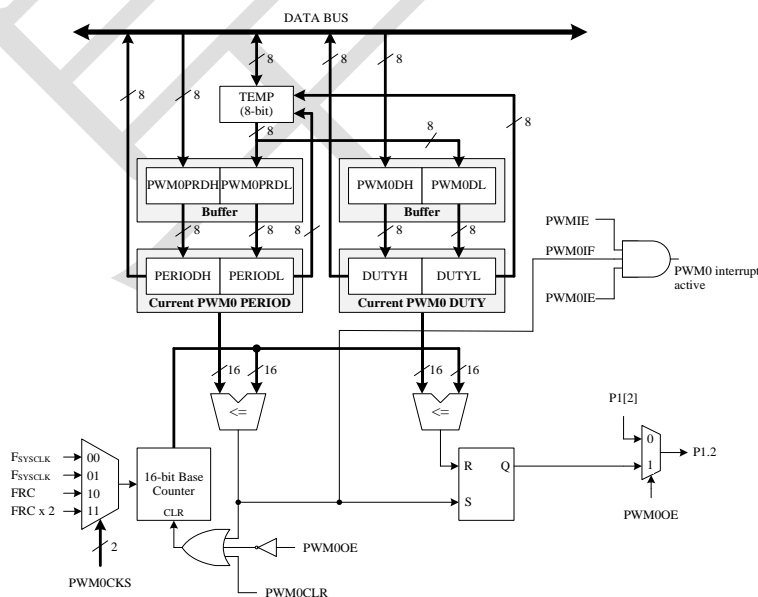 DATA BUS
8 8 8 8 8
TEMP
(8-bit)
8
8
8
8
PWM0PRDH PWM0PRDL
Buffer
PWM0DH PWM0DL
Buffer
8 8 8 8 8
PWMIE
PWM0IF
PWM0IE
PWM0 interrupt
active
PERIODH PERIODL
Current PWM0 PERIOD
DUTYH DUTYL
Current PWM0 DUTY
16 16 16 16
<= <=
P1[2]
0
1
P1.2
PWM0OE
FSYSCLK 00
FSYSCLK 01
FRC 10
FRC x 2 11
2
PWM0CKS
16-bit Base
Counter
CLR
R Q
S
PWM0OE
PWM0CLR